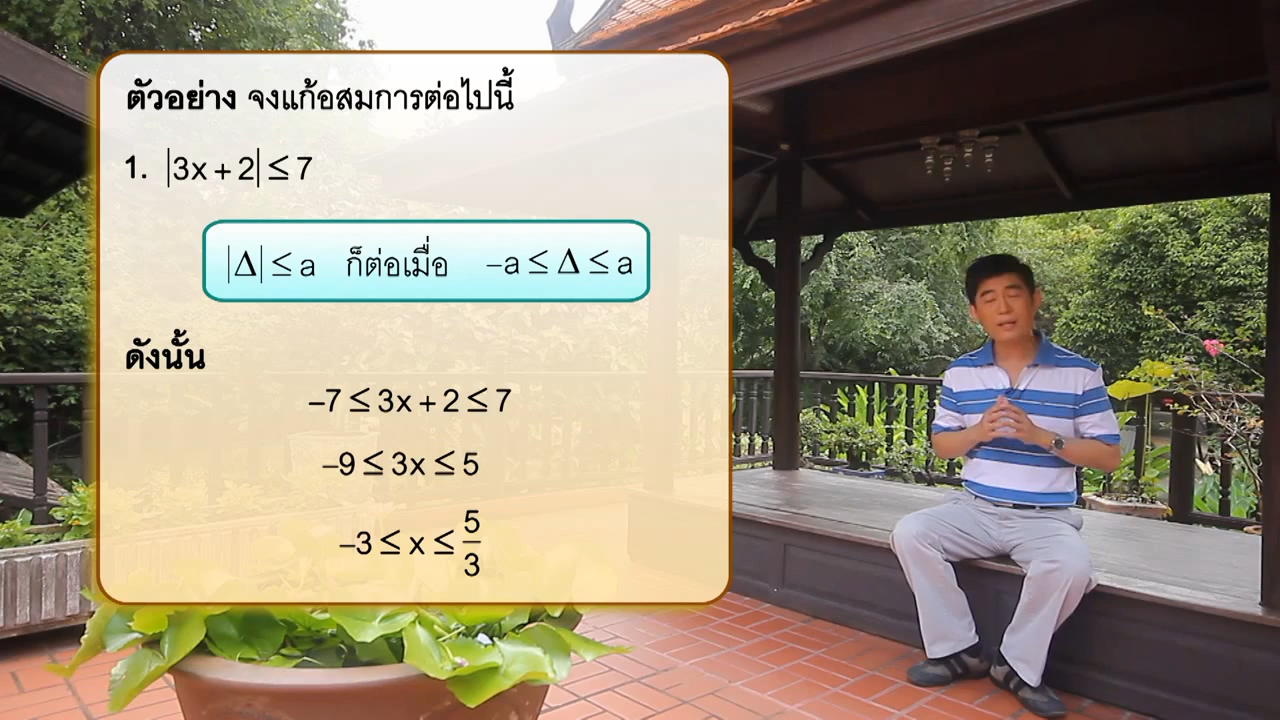 ตัวอย่าง จงแก้อสมการต่อไปนี้
1. |3x + 2| ≤ 7
|Δ| ≤ a ก็ต่อเมื่อ –a ≤ Δ ≤ a
ดังนั้น
–7 ≤ 3x + 2 ≤ 7
–9 ≤ 3x ≤ 5
–3 ≤ x ≤ 5/3